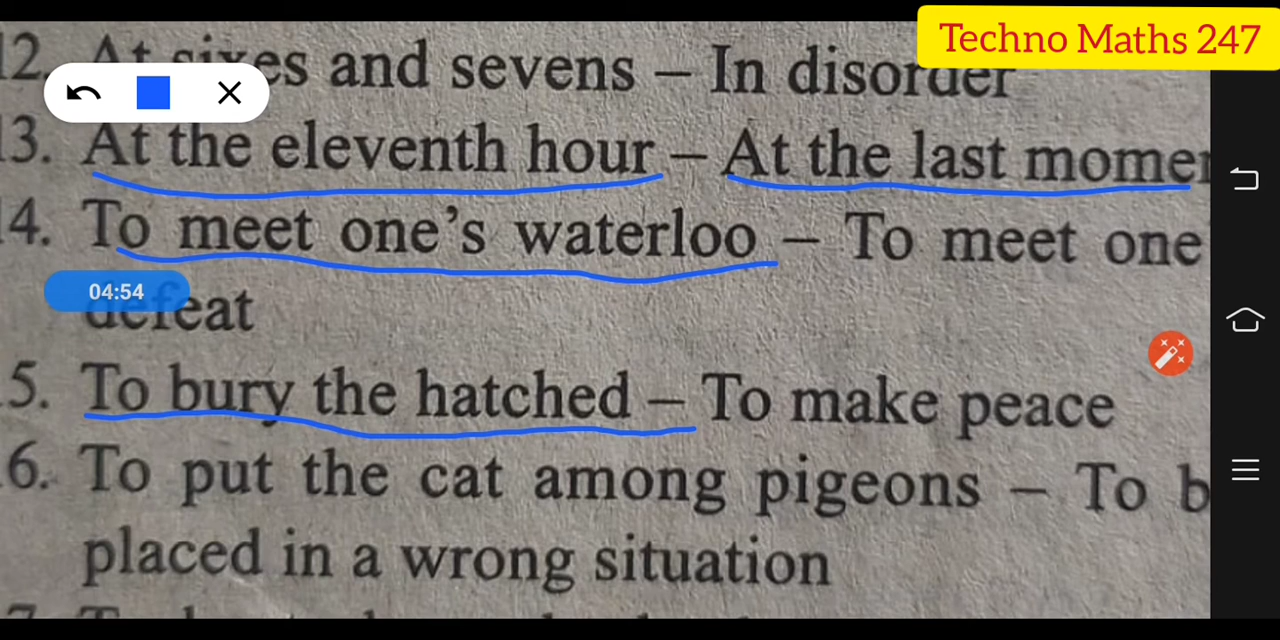 Techno Maths 247
12. At sixes and sevens – In disorder
13. At the eleventh hour – At the last
14. To meet one's waterloo – To meet one
04:54
defeat
5. To bury the hatched – To make peace
6. To put the cat among pigeons – To
placed in a wrong situation